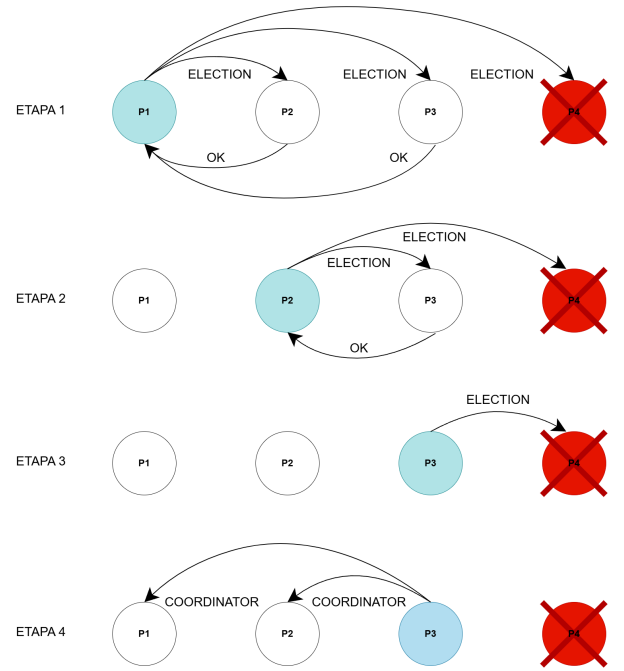 ELECTION ELECTION ELECTION
ETAPA 1 P1 P2 P3 P4
OK OK
ELECTION
ELECTION
ETAPA 2 P1 P2 P3 P4
OK
ELECTION
ETAPA 3 P1 P2 P3 P4
COORDINATOR COORDINATOR
ETAPA 4 P1 P2 P3 P4